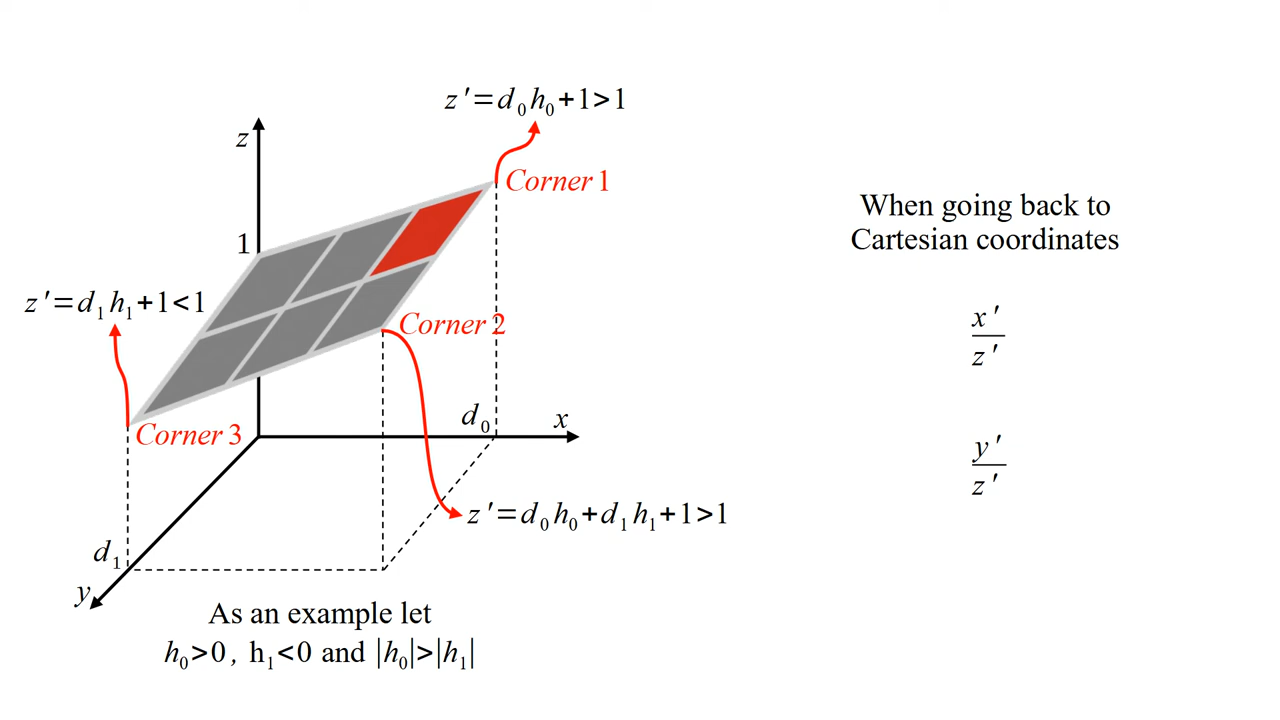 z′=d₀h₀+1>1
z
Corner 1
When going back to
Cartesian coordinates
1
z′=d₁h₁+1<1
x′
z′
Corner 2
d₀
x
Corner 3
y′
z′
z′=d₀h₀+d₁h₁+1>1
d₁
y
As an example let
h₀>0, h₁<0 and |h₀|>|h₁|